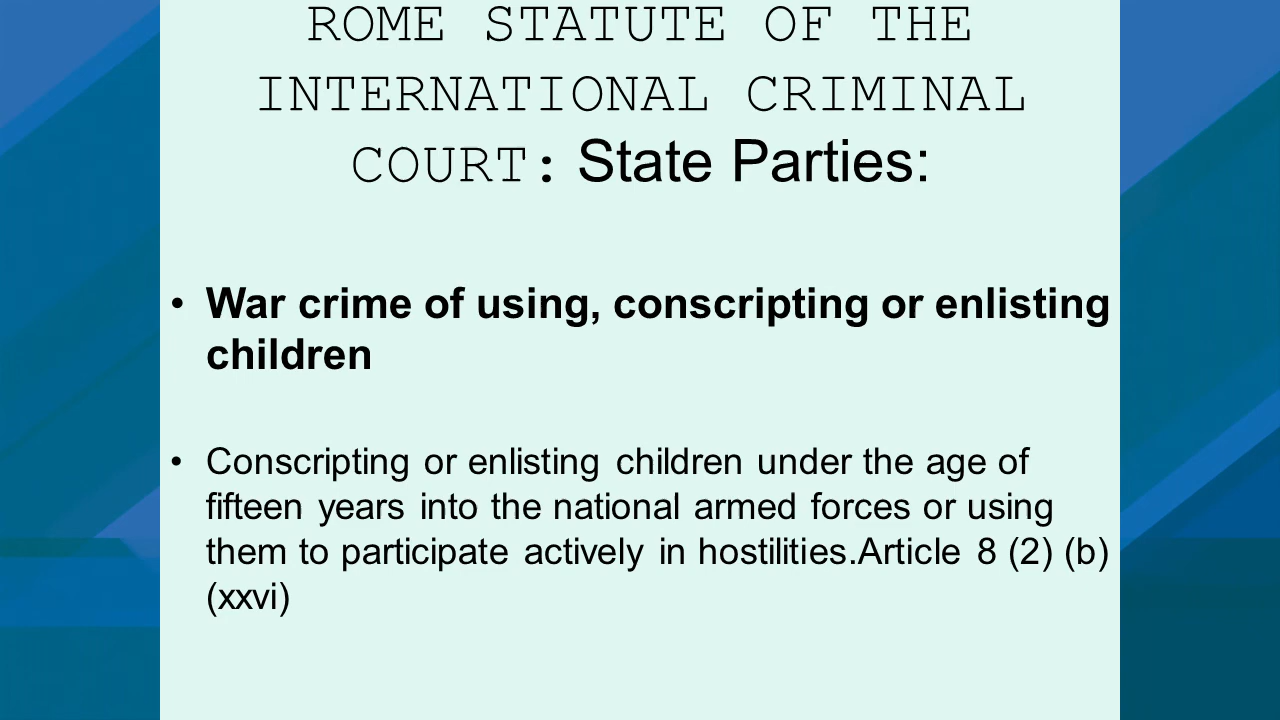 ROME STATUTE OF THE
INTERNATIONAL CRIMINAL
COURT: State Parties:
• War crime of using, conscripting or enlisting
children
• Conscripting or enlisting children under the age of
fifteen years into the national armed forces or using
them to participate actively in hostilities.Article 8 (2) (b)
(xxvi)